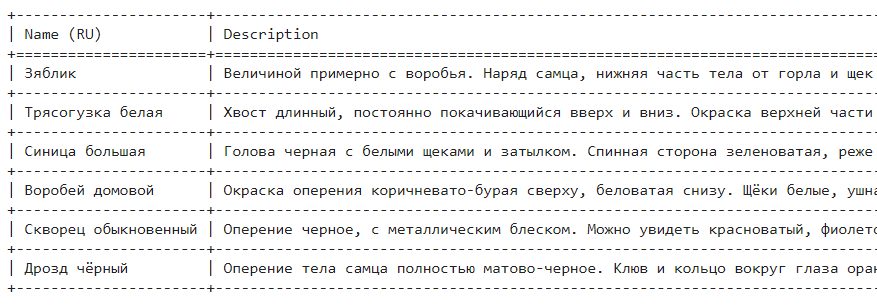 Name (RU) | Description
Зяблик | Величиной примерно с воробья. Наряд самца, нижняя часть тела от горла и щек
Трясогузка белая | Хвост длинный, постоянно покачивающийся вверх и вниз. Окраска верхней части
Синица большая | Голова черная с белыми щеками и затылком. Спинная сторона зеленоватая, реже
Воробей домовой | Окраска оперения коричневато-бурая сверху, беловатая снизу. Щёки белые,
Скворец обыкновенный | Оперение черное, с металлическим блеском. Можно увидеть красноватый,
Дрозд чёрный | Оперение тела самца полностью матово-черное. Клюв и кольцо вокруг глаза